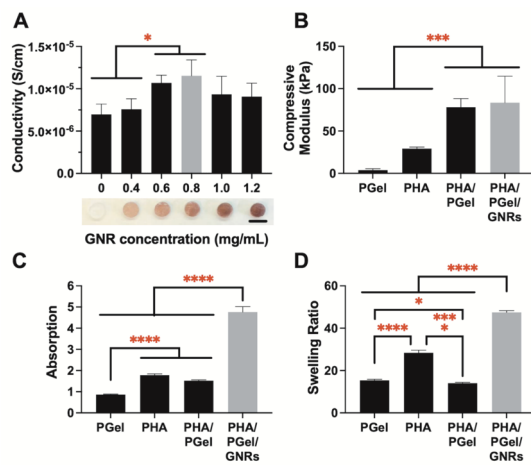 A
*
Conductivity (S/cm)
1.5×10⁻⁵
1.0×10⁻⁵
5.0×10⁻⁶
0.0
0 0.4 0.6 0.8 1.0 1.2
GNR concentration (mg/mL)
B
***
Compressive
Modulus (kPa)
150
100
50
0
PGel PHA PHA/ PHA/
PGel PGel/
GNRs
C
****
****
Absorption
6
5
4
3
2
1
0
PGel PHA PHA/ PHA/
PGel PGel/
GNRs
D
****
*
****
***
*
Swelling Ratio
60
40
20
0
PGel PHA PHA/ PHA/
PGel PGel/
GNRs